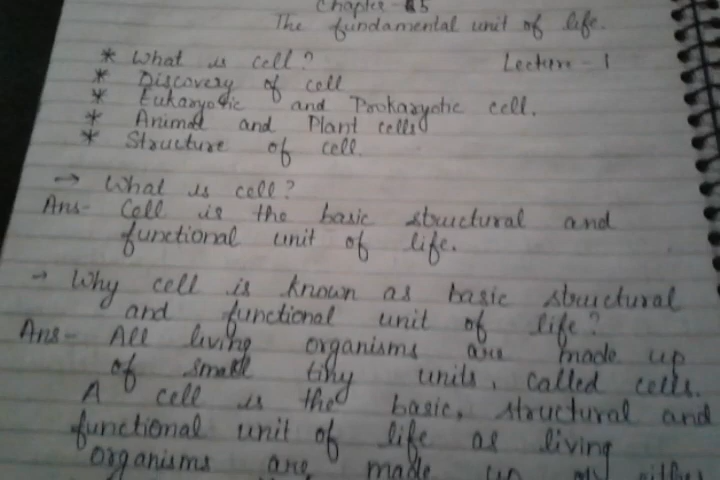 Chapter - 5
The fundamental unit of life.
* What is cell? Lecture - 1
* Discovery of cell
* Eukaryotic and Prokaryotic cell.
* Animal and Plant cells
* Structure of cell.
→ What is cell?
Ans- Cell is the basic structural and
functional unit of life.
→ Why cell is known as basic structural
and functional unit of life?
Ans- All living organisms are made up
of small tiny units, called cells.
A cell is the basic, structural and
functional unit of life as living
organisms are made up